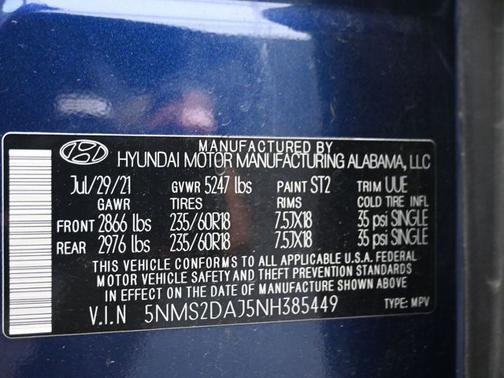 MANUFACTURED BY
HYUNDAI MOTOR MANUFACTURING ALABAMA, LLC
Jul/29/21 GVWR 5247 lbs PAINT ST2 TRIM UUE
GAWR TIRES RIMS COLD TIRE INFL
FRONT 2866 lbs 235/60R18 7.5JX18 35 psi SINGLE
REAR 2976 lbs 235/60R18 7.5JX18 35 psi SINGLE
THIS VEHICLE CONFORMS TO ALL APPLICABLE U.S.A. FEDERAL
MOTOR VEHICLE SAFETY AND THEFT PREVENTION STANDARDS
IN EFFECT ON THE DATE OF MANUFACTURE SHOWN ABOVE.
V.I.N 5NMS2DAJ5NH385449 TYPE: MPV